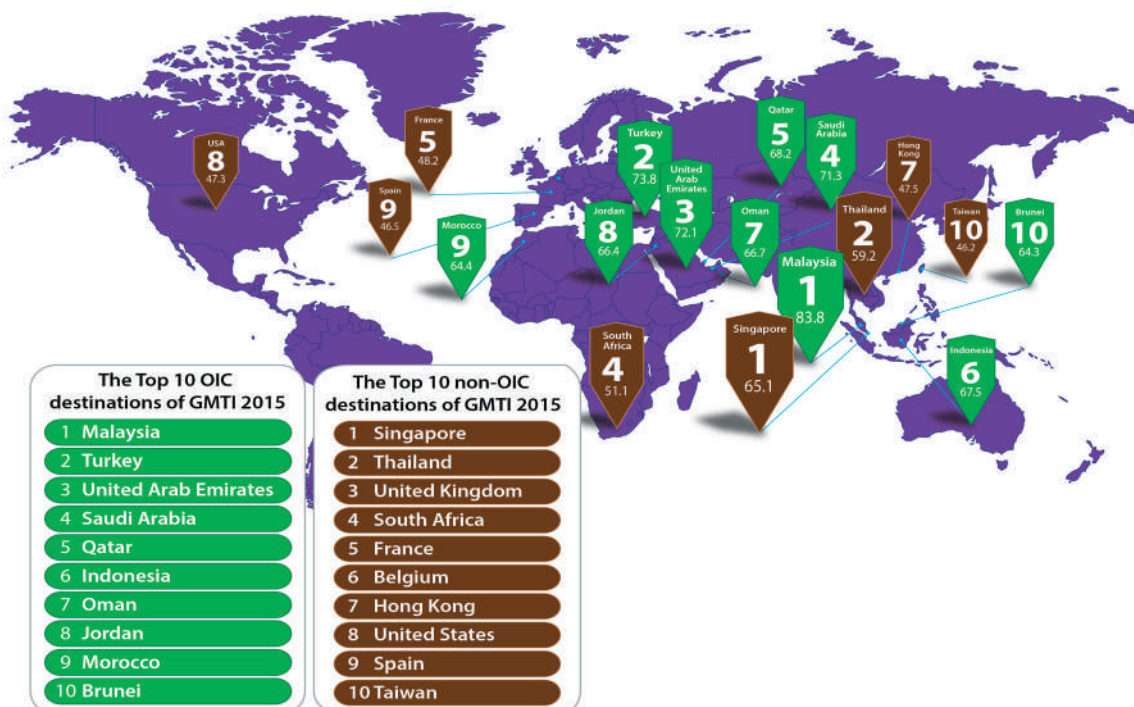 France
5
48.2
USA
8
47.3
Spain
9
46.5
Morocco
9
64.4
Turkey
2
73.8
United
Arab
Emirates
3
72.1
Jordan
8
66.4
Qatar
5
68.2
Saudi
Arabia
4
71.3
Oman
7
66.7
Hong
Kong
7
47.5
Thailand
2
59.2
Taiwan
10
46.2
Brunei
10
64.3
Malaysia
1
83.8
Singapore
1
65.1
South
Africa
4
51.1
Indonesia
6
67.5
The Top 10 OIC
destinations of GMTI 2015
1 Malaysia
2 Turkey
3 United Arab Emirates
4 Saudi Arabia
5 Qatar
6 Indonesia
7 Oman
8 Jordan
9 Morocco
10 Brunei
The Top 10 non-OIC
destinations of GMTI 2015
1 Singapore
2 Thailand
3 United Kingdom
4 South Africa
5 France
6 Belgium
7 Hong Kong
8 United States
9 Spain
10 Taiwan